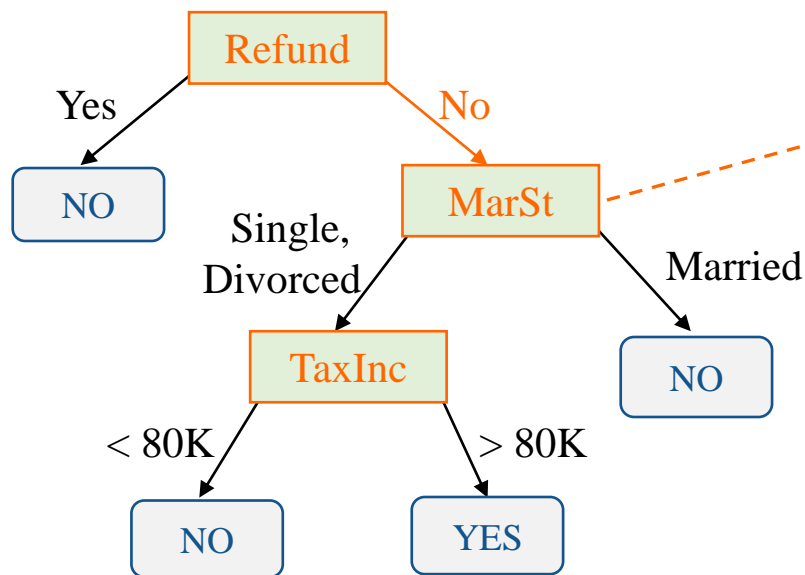 Refund
Yes
No
NO
MarSt
Single,
Divorced
Married
TaxInc
NO
< 80K
> 80K
NO
YES